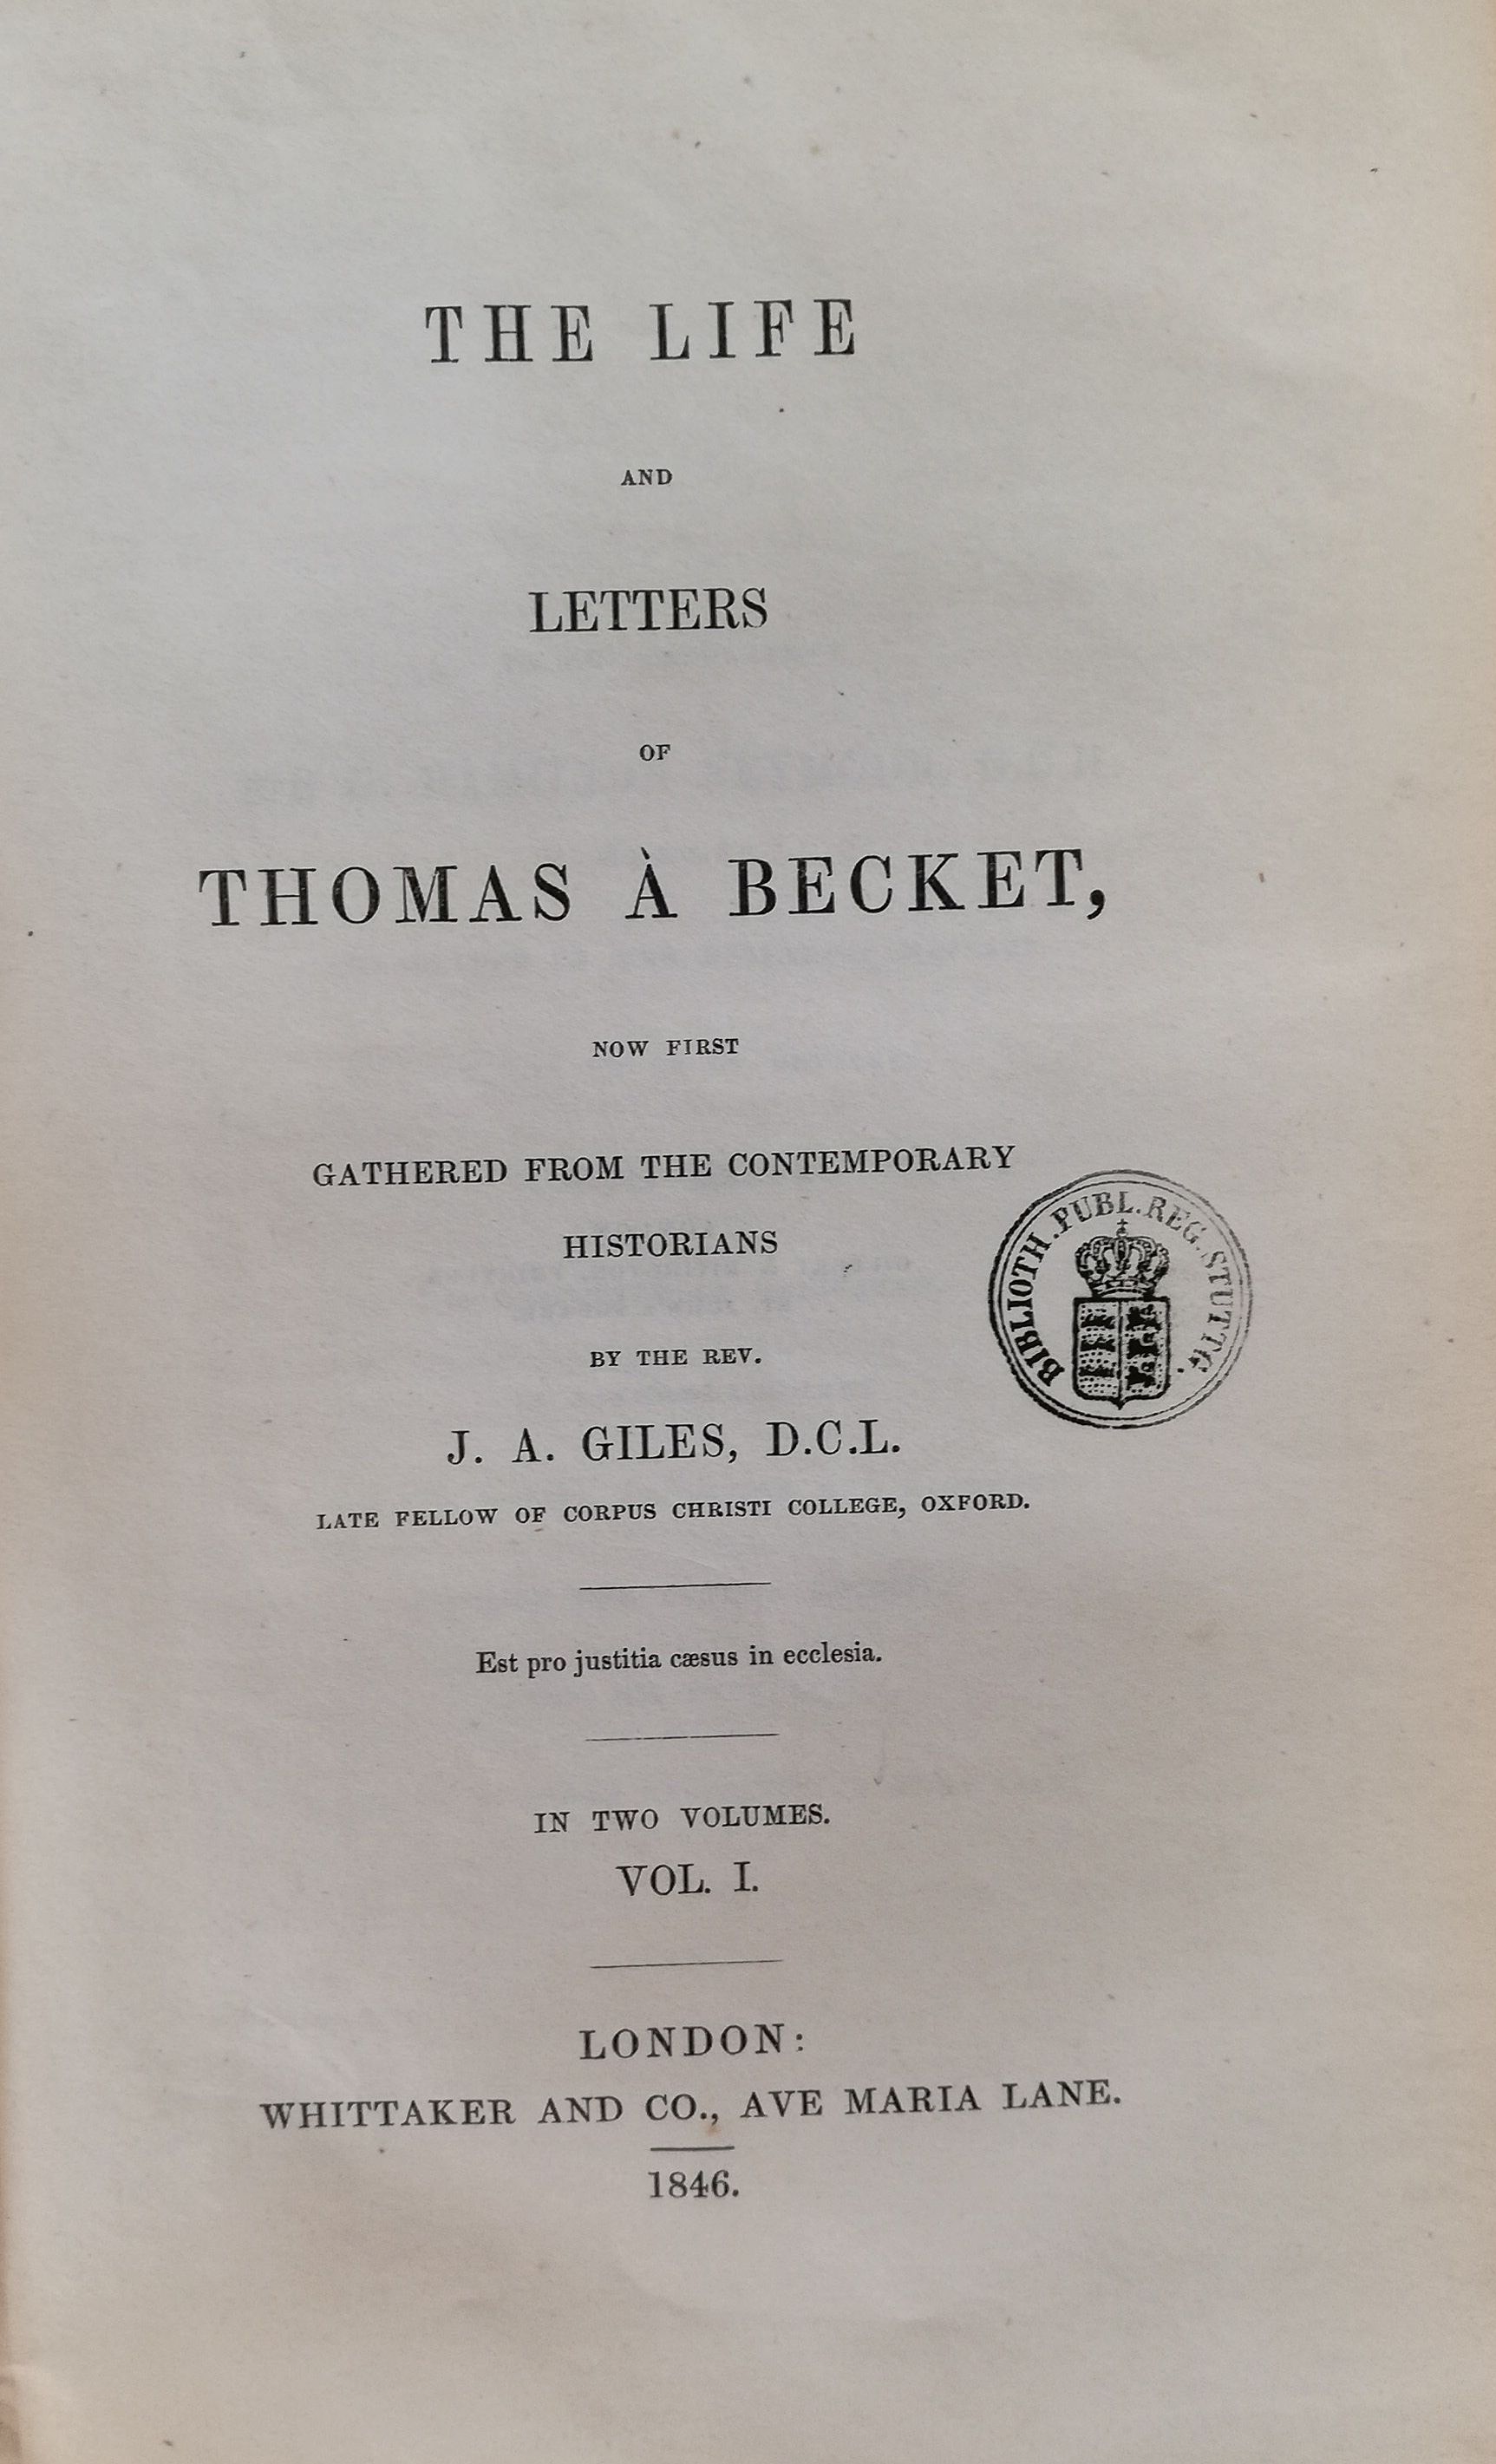 THE LIFE
AND
LETTERS
OF
THOMAS À BECKET,
NOW FIRST
GATHERED FROM THE CONTEMPORARY
HISTORIANS
BY THE REV.
J. A. GILES, D.C.L.
LATE FELLOW OF CORPUS CHRISTI COLLEGE, OXFORD.
BIBLIOTH. PUBL. REG. STUTTG.
Est pro justitia cæsus in ecclesia.
IN TWO VOLUMES.
VOL. I.
LONDON:
WHITTAKER AND CO., AVE MARIA LANE.
1846.